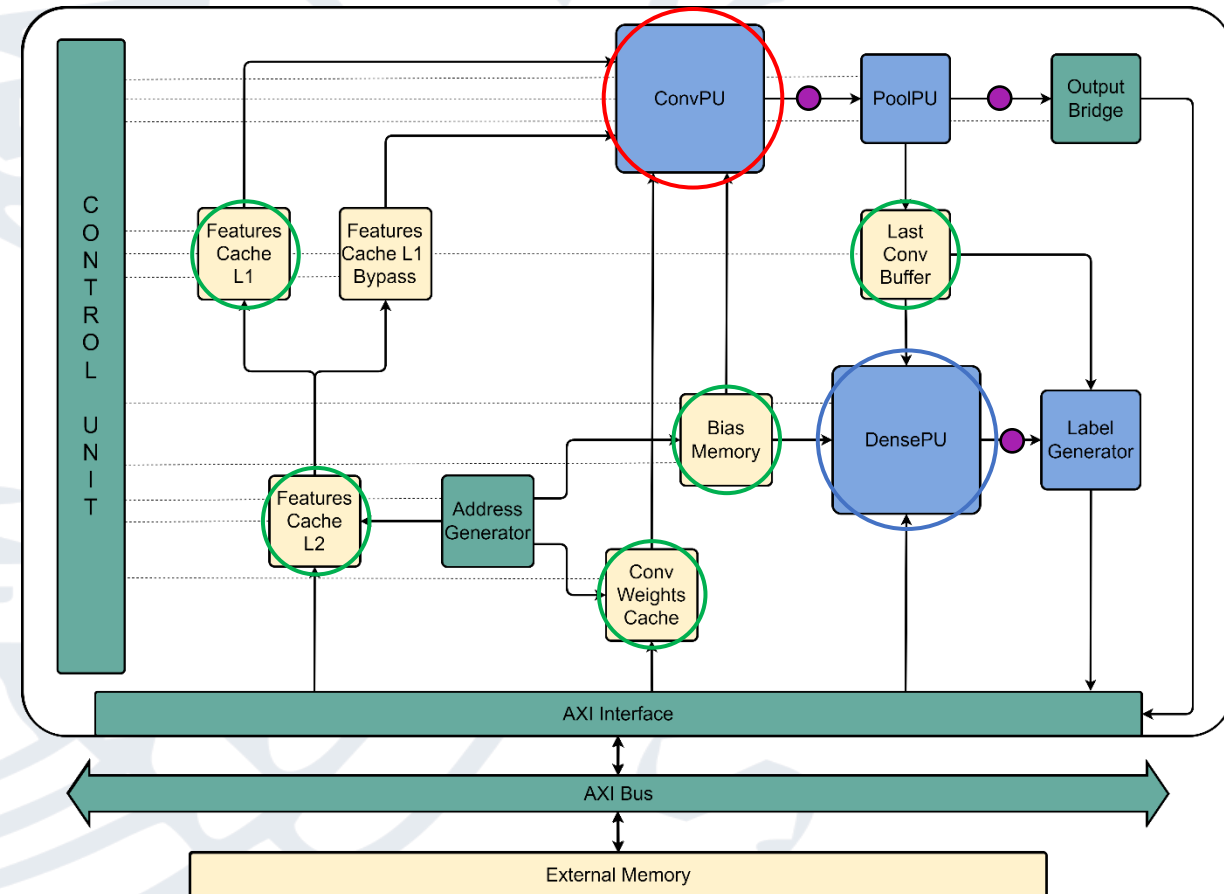 CONTROL UNIT
ConvPU
PoolPU
Output
Bridge
Features
Cache
L1
Features
Cache L1
Bypass
Last
Conv
Buffer
Bias
Memory
DensePU
Label
Generator
Features
Cache
L2
Address
Generator
Conv
Weights
Cache
AXI Interface
AXI Bus
External Memory